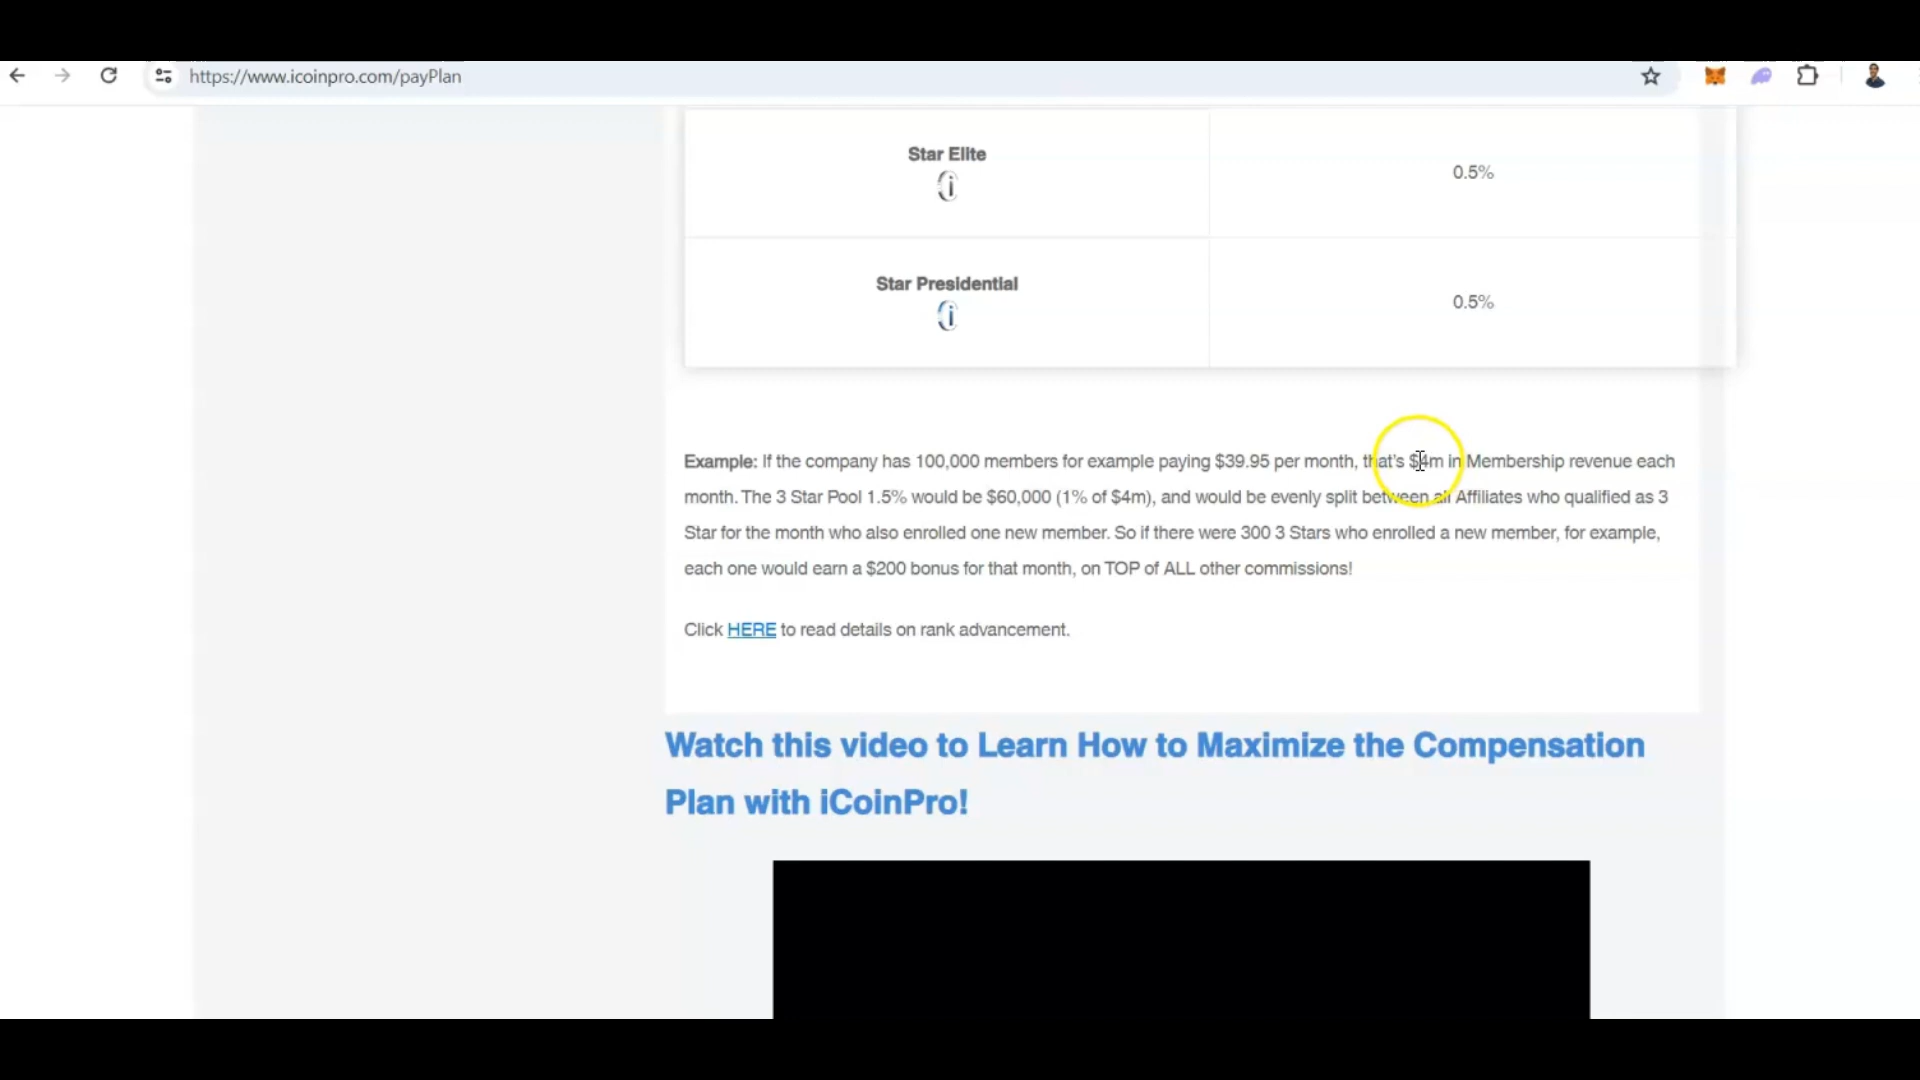 https://www.icoinpro.com/payPlan
Star Elite
0.5%
Star Presidential
0.5%
Example: If the company has 100,000 members for example paying $39.95 per month, that's $4m in Membership revenue each
month. The 3 Star Pool 1.5% would be $60,000 (1% of $4m), and would be evenly split between all Affiliates who qualified as 3
Star for the month who also enrolled one new member. So if there were 300 3 Stars who enrolled a new member, for example,
each one would earn a $200 bonus for that month, on TOP of ALL other commissions!
Click HERE to read details on rank advancement.
Watch this video to Learn How to Maximize the Compensation
Plan with iCoinPro!